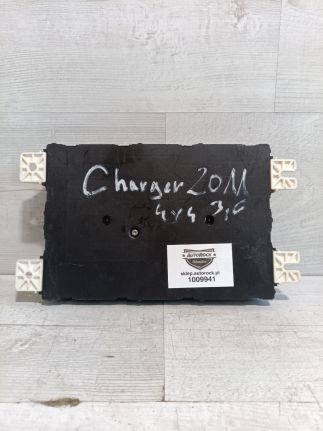 Charger 2011
4x4 3,6
AUTOROCK
sklep.autorock.pl
1009941